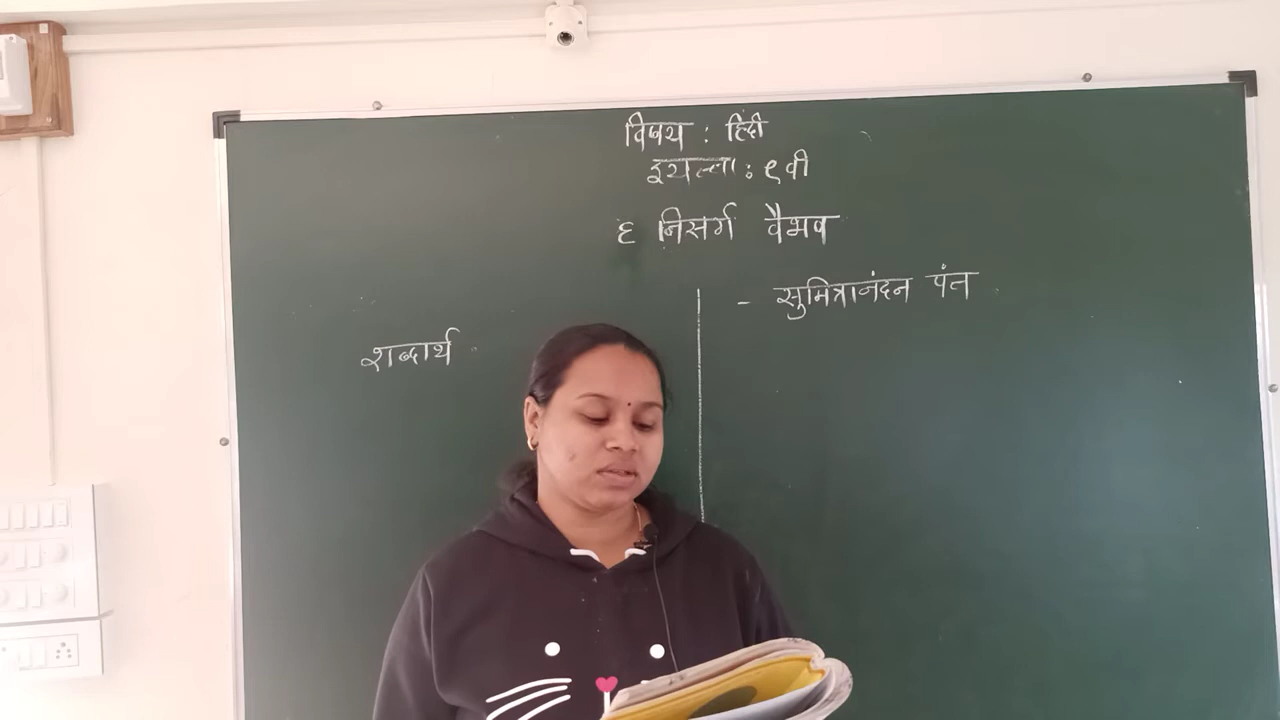 विषय : हिंदी
इयत्ता : ९वी
६ निसर्ग वैभव
- सुमित्रानंदन पंत
शब्दार्थ